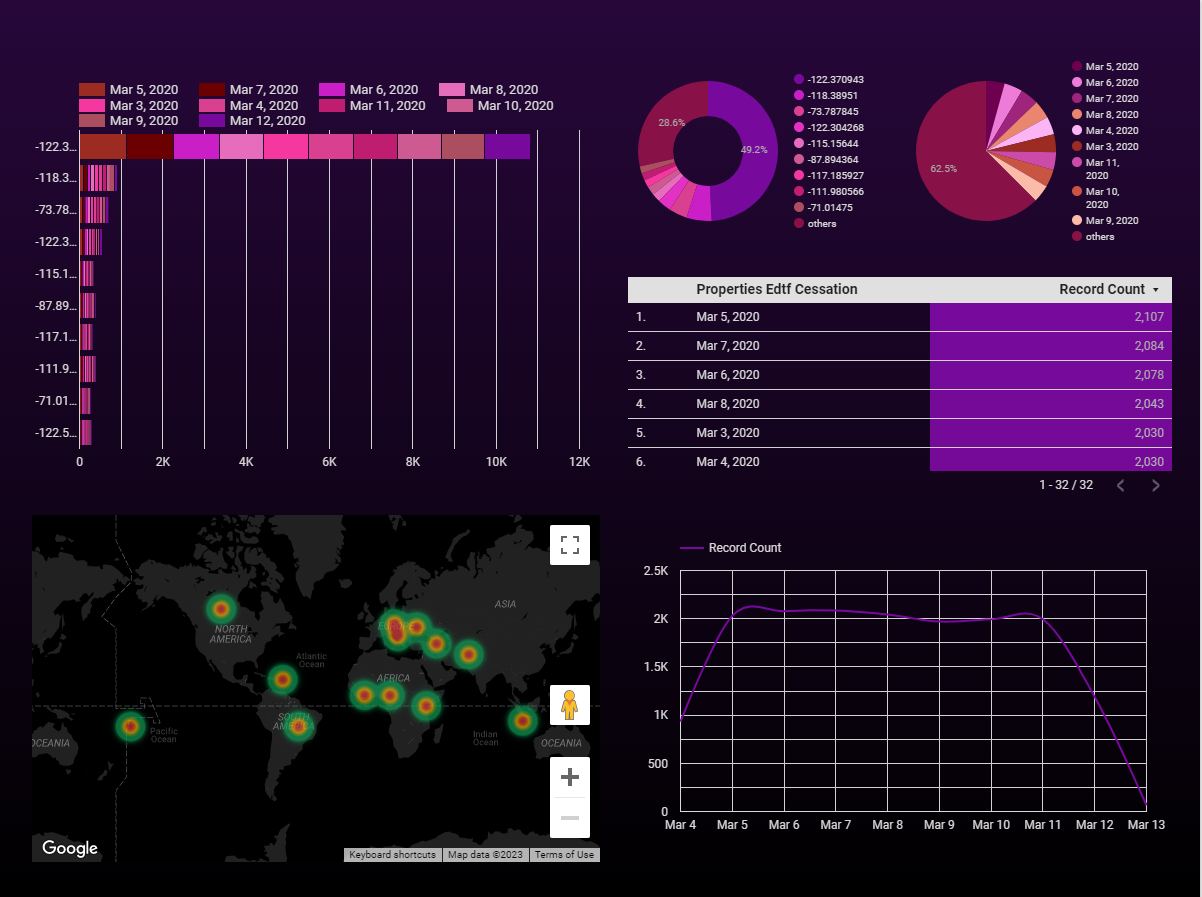 Mar 5, 2020 Mar 7, 2020 Mar 6, 2020 Mar 8, 2020
Mar 3, 2020 Mar 4, 2020 Mar 11, 2020 Mar 10, 2020
Mar 9, 2020 Mar 12, 2020
-122.3...
-118.3...
-73.78...
-122.3...
-115.1...
-87.89...
-117.1...
-111.9...
-71.01...
-122.5...
0 2K 4K 6K 8K 10K 12K
28.6%
49.2%
-122.370943
-118.38951
-73.787845
-122.304268
-115.15644
-87.894364
-117.185927
-111.980566
-71.01475
others
62.5%
Mar 5, 2020
Mar 6, 2020
Mar 7, 2020
Mar 8, 2020
Mar 4, 2020
Mar 3, 2020
Mar 11,
2020
Mar 10,
2020
Mar 9, 2020
others
Properties Edtf Cessation Record Count
1. Mar 5, 2020 2,107
2. Mar 7, 2020 2,084
3. Mar 6, 2020 2,078
4. Mar 8, 2020 2,043
5. Mar 3, 2020 2,030
6. Mar 4, 2020 2,030
1 - 32 / 32
ASIA
EUROPE
NORTH
AMERICA
Atlantic
Ocean
AFRICA
SOUTH
AMERICA
Pacific
Ocean
Indian
Ocean
OCEANIA
OCEANIA
Google
Keyboard shortcuts Map data ©2023 Terms of Use
Record Count
2.5K
2K
1.5K
1K
500
0
Mar 4 Mar 5 Mar 6 Mar 7 Mar 8 Mar 9 Mar 10 Mar 11 Mar 12 Mar 13